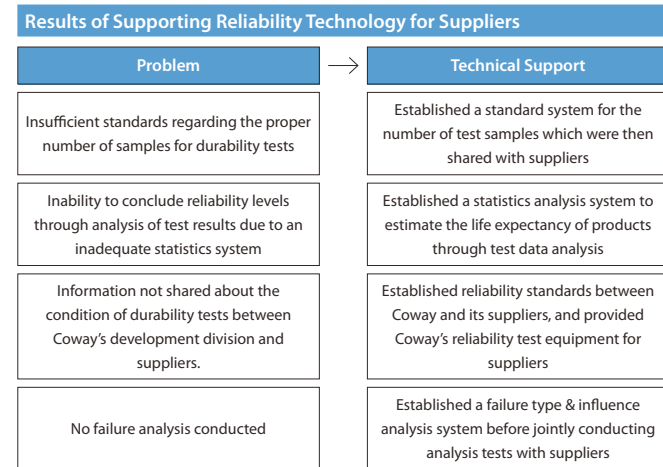 Results of Supporting Reliability Technology for Suppliers
Problem
Technical Support
Insufficient standards regarding the proper
number of samples for durability tests
Established a standard system for the
number of test samples which were then
shared with suppliers
Inability to conclude reliability levels
through analysis of test results due to an
inadequate statistics system
Established a statistics analysis system to
estimate the life expectancy of products
through test data analysis
Information not shared about the
condition of durability tests between
Coway's development division and
suppliers.
Established reliability standards between
Coway and its suppliers, and provided
Coway's reliability test equipment for
suppliers
No failure analysis conducted
Established a failure type & influence
analysis system before jointly conducting
analysis tests with suppliers